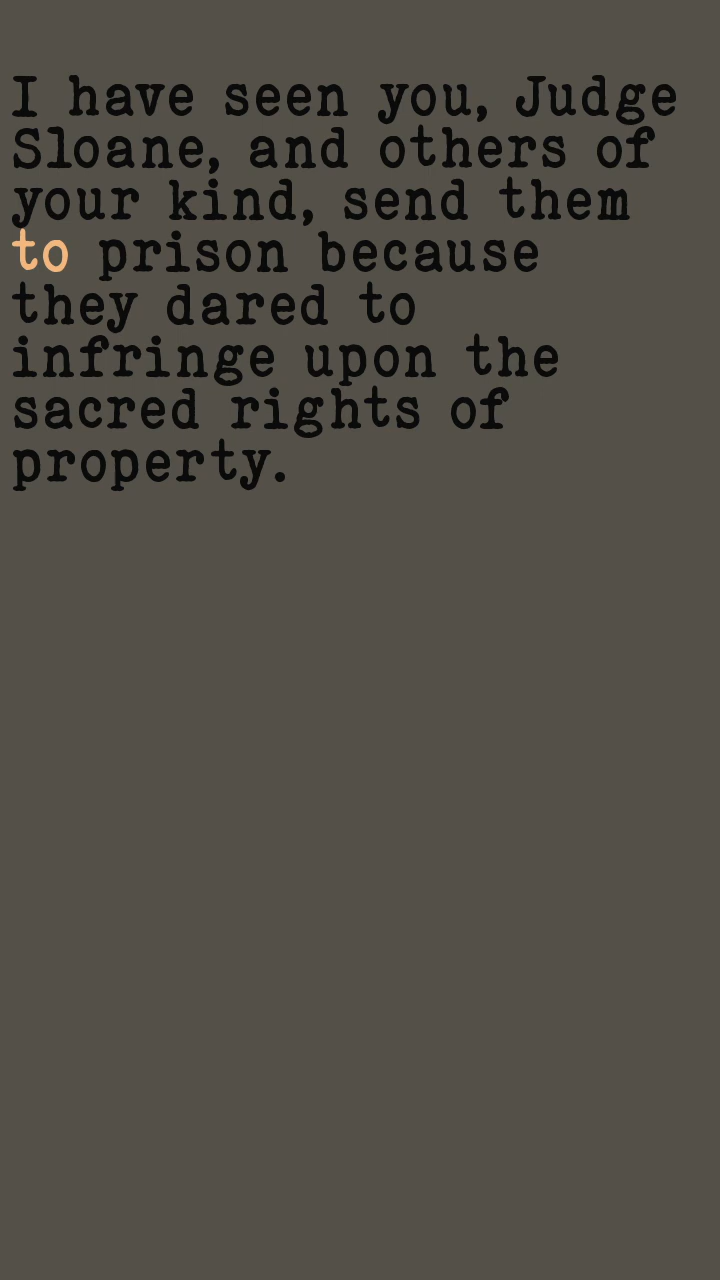 I have seen you, Judge
Sloane, and others of
your kind, send them
to prison because
they dared to
infringe upon the
sacred rights of
property.